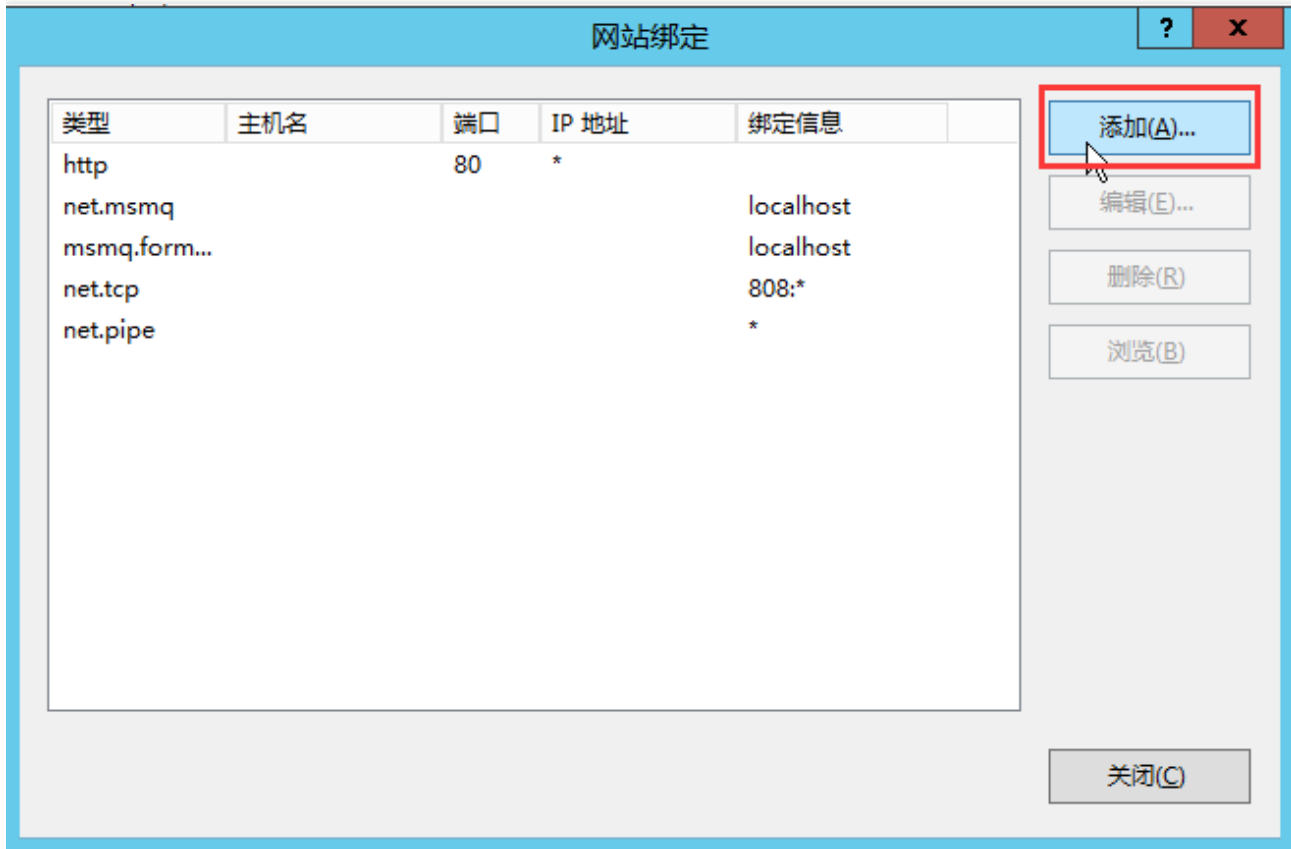 网站绑定
?
x
类型 主机名 端口 IP 地址 绑定信息
http 80 *
net.msmq localhost
msmq.form... localhost
net.tcp 808:*
net.pipe *
添加(A)...
编辑(E)...
删除(R)
浏览(B)
关闭(C)